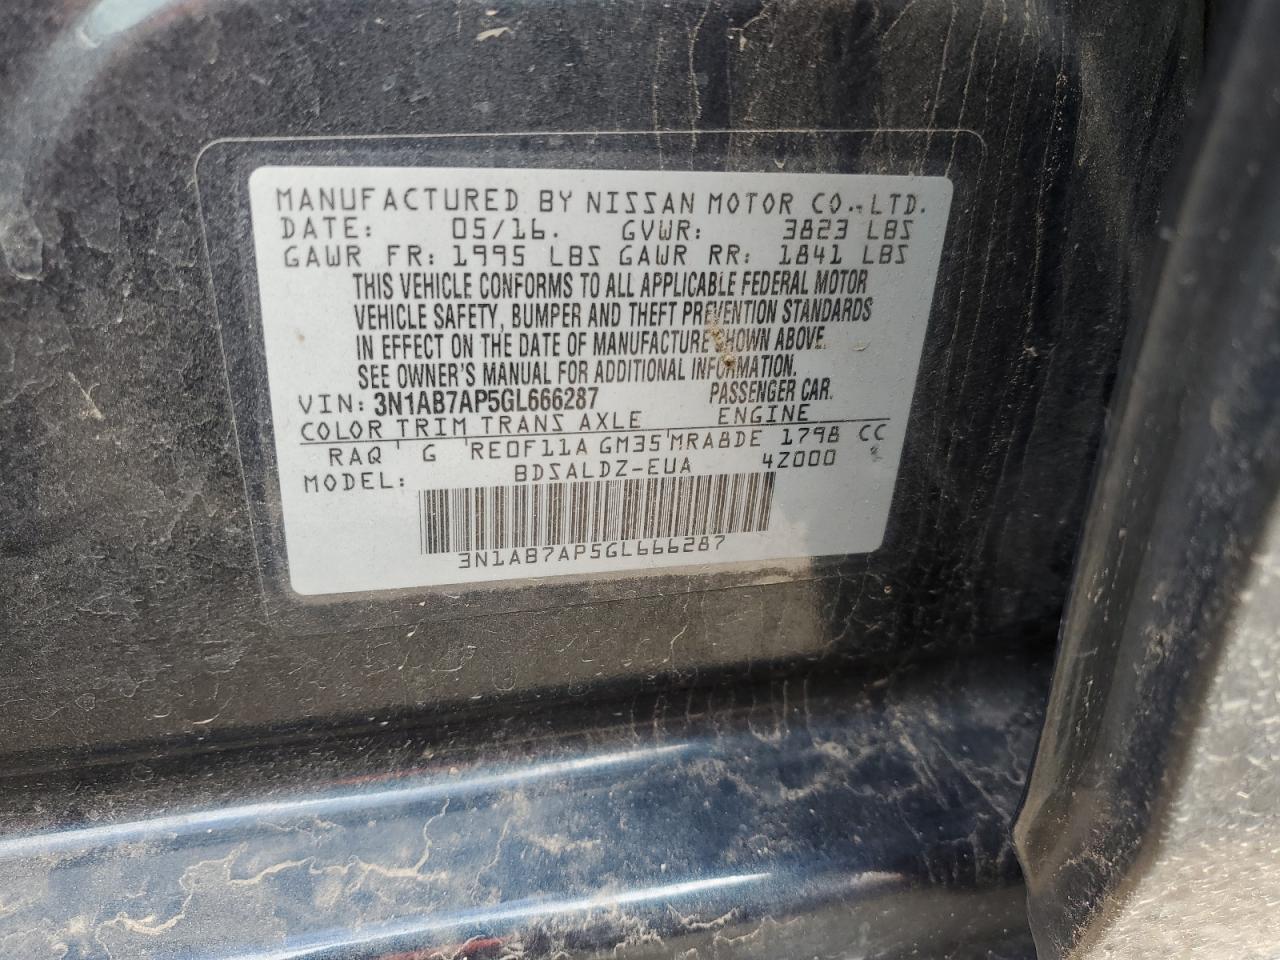 MANUFACTURED BY NISSAN MOTOR CO., LTD.
DATE: 05/16. GVWR: 3823 LBS
GAWR FR: 1995 LBS GAWR RR: 1841 LBS
THIS VEHICLE CONFORMS TO ALL APPLICABLE FEDERAL MOTOR
VEHICLE SAFETY, BUMPER AND THEFT PREVENTION STANDARDS
IN EFFECT ON THE DATE OF MANUFACTURE SHOWN ABOVE.
SEE OWNER'S MANUAL FOR ADDITIONAL INFORMATION.
VIN: 3N1AB7AP5GL666287 PASSENGER CAR.
COLOR TRIM TRANS AXLE ENGINE
RAQ G RE0F11A GM35 MRA8DE 1798 CC
MODEL: BDSALDZ-EUA 4Z000
3N1AB7AP5GL666287